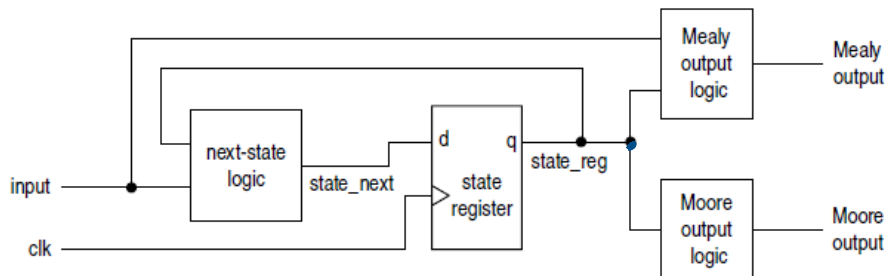 Mealy
output
logic
Mealy
output
next-state
logic
d
q
state_next
state
register
state_reg
input
clk
Moore
output
logic
Moore
output